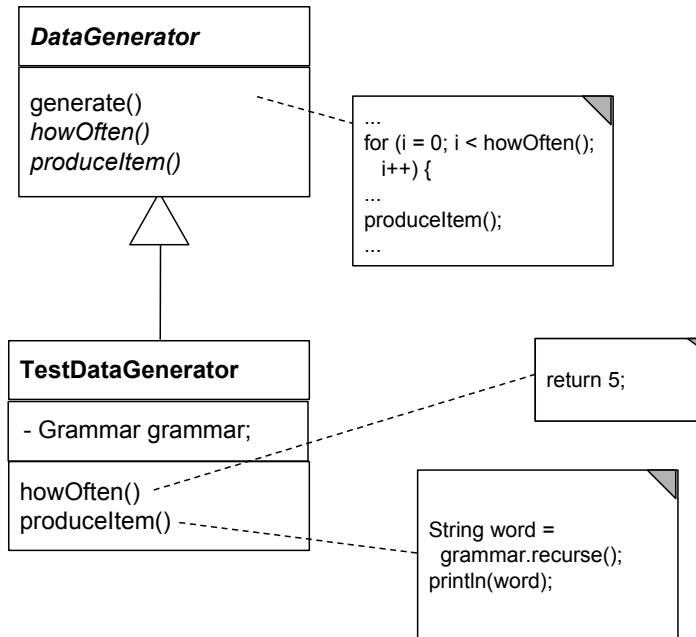 DataGenerator
generate()
howOften()
produceItem()
...
for (i = 0; i < howOften();
i++) {
...
produceItem();
...
TestDataGenerator
- Grammar grammar;
howOften()
produceItem()
return 5;
String word =
grammar.recurse();
println(word);